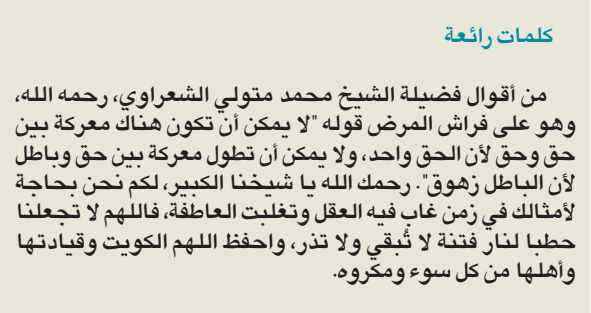 كلمات رائعة
من أقوال فضيلة الشيخ محمد متولي الشعراوي، رحمه الله،
وهو على فراش المرض قوله "لا يمكن أن تكون هناك معركة بين
حق وحق لأن الحق واحد، ولا يمكن أن تطول معركة بين حق وباطل
لأن الباطل زهوق". رحمك الله يا شيخنا الكبير، لكم نحن بحاجة
لأمثالك في زمن غاب فيه العقل وتغلبت العاطفة، فاللهم لا تجعلنا
حطبا لنار فتنة لا تُبقي ولا تذر، واحفظ اللهم الكويت وقيادتها
وأهلها من كل سوء ومكروه.